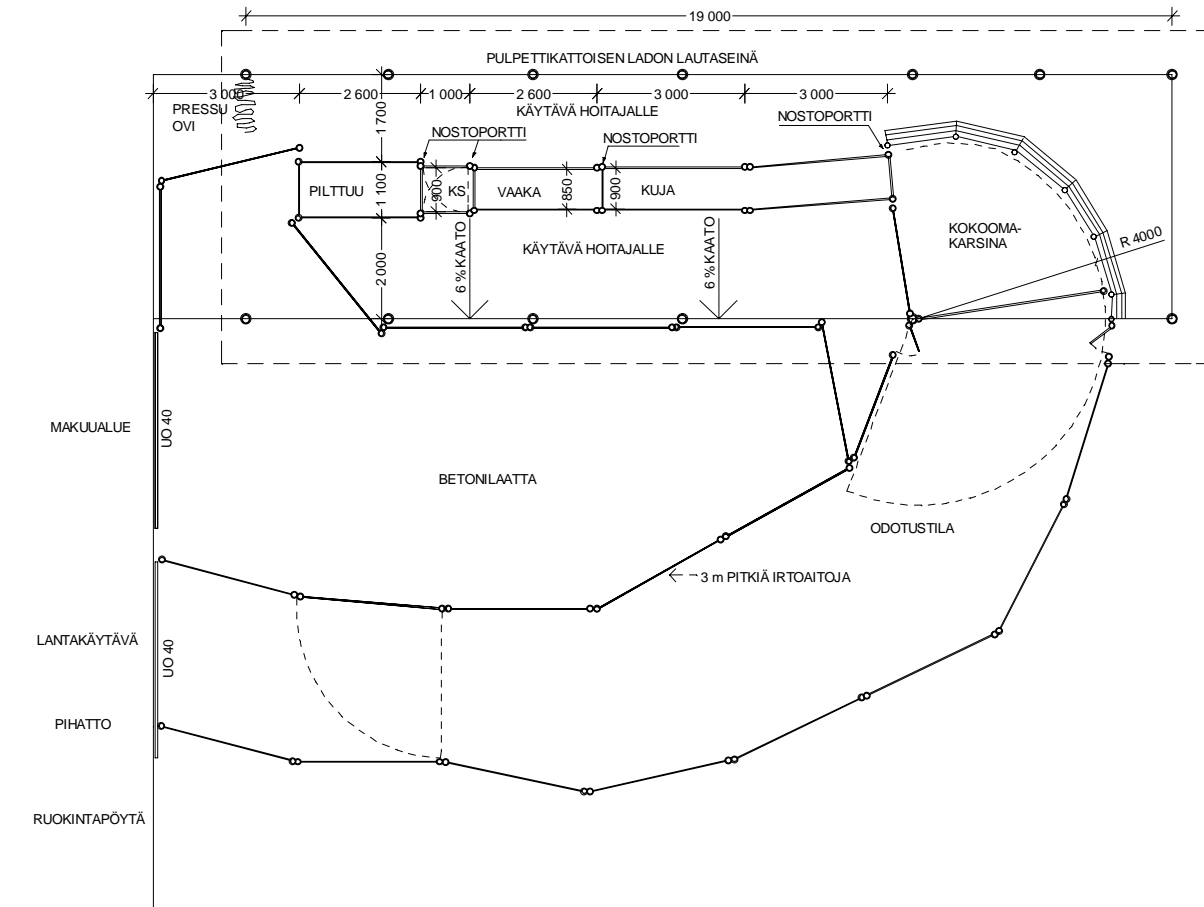 19 000
PULPETTIKATTOISEN LADON LAUTASEINÄ
3 000
2 600
1 000
2 600
3 000
3 000
PRESSU
OVI
1 700
KÄYTÄVÄ HOITAJALLE
NOSTOPORTTI
NOSTOPORTTI
NOSTOPORTTI
PILTTUU
1 100
900
KS
VAAKA
850
900
KUJA
KOKOOMA-
KARSINA
R 4000
2 000
6 % KAATO
KÄYTÄVÄ HOITAJALLE
6 % KAATO
MAKUUALUE
UO 40
BETONILAATTA
ODOTUSTILA
3 m PITKIÄ IRTOAITOJA
LANTAKÄYTÄVÄ
UO 40
PIHATTO
RUOKINTAPÖYTÄ